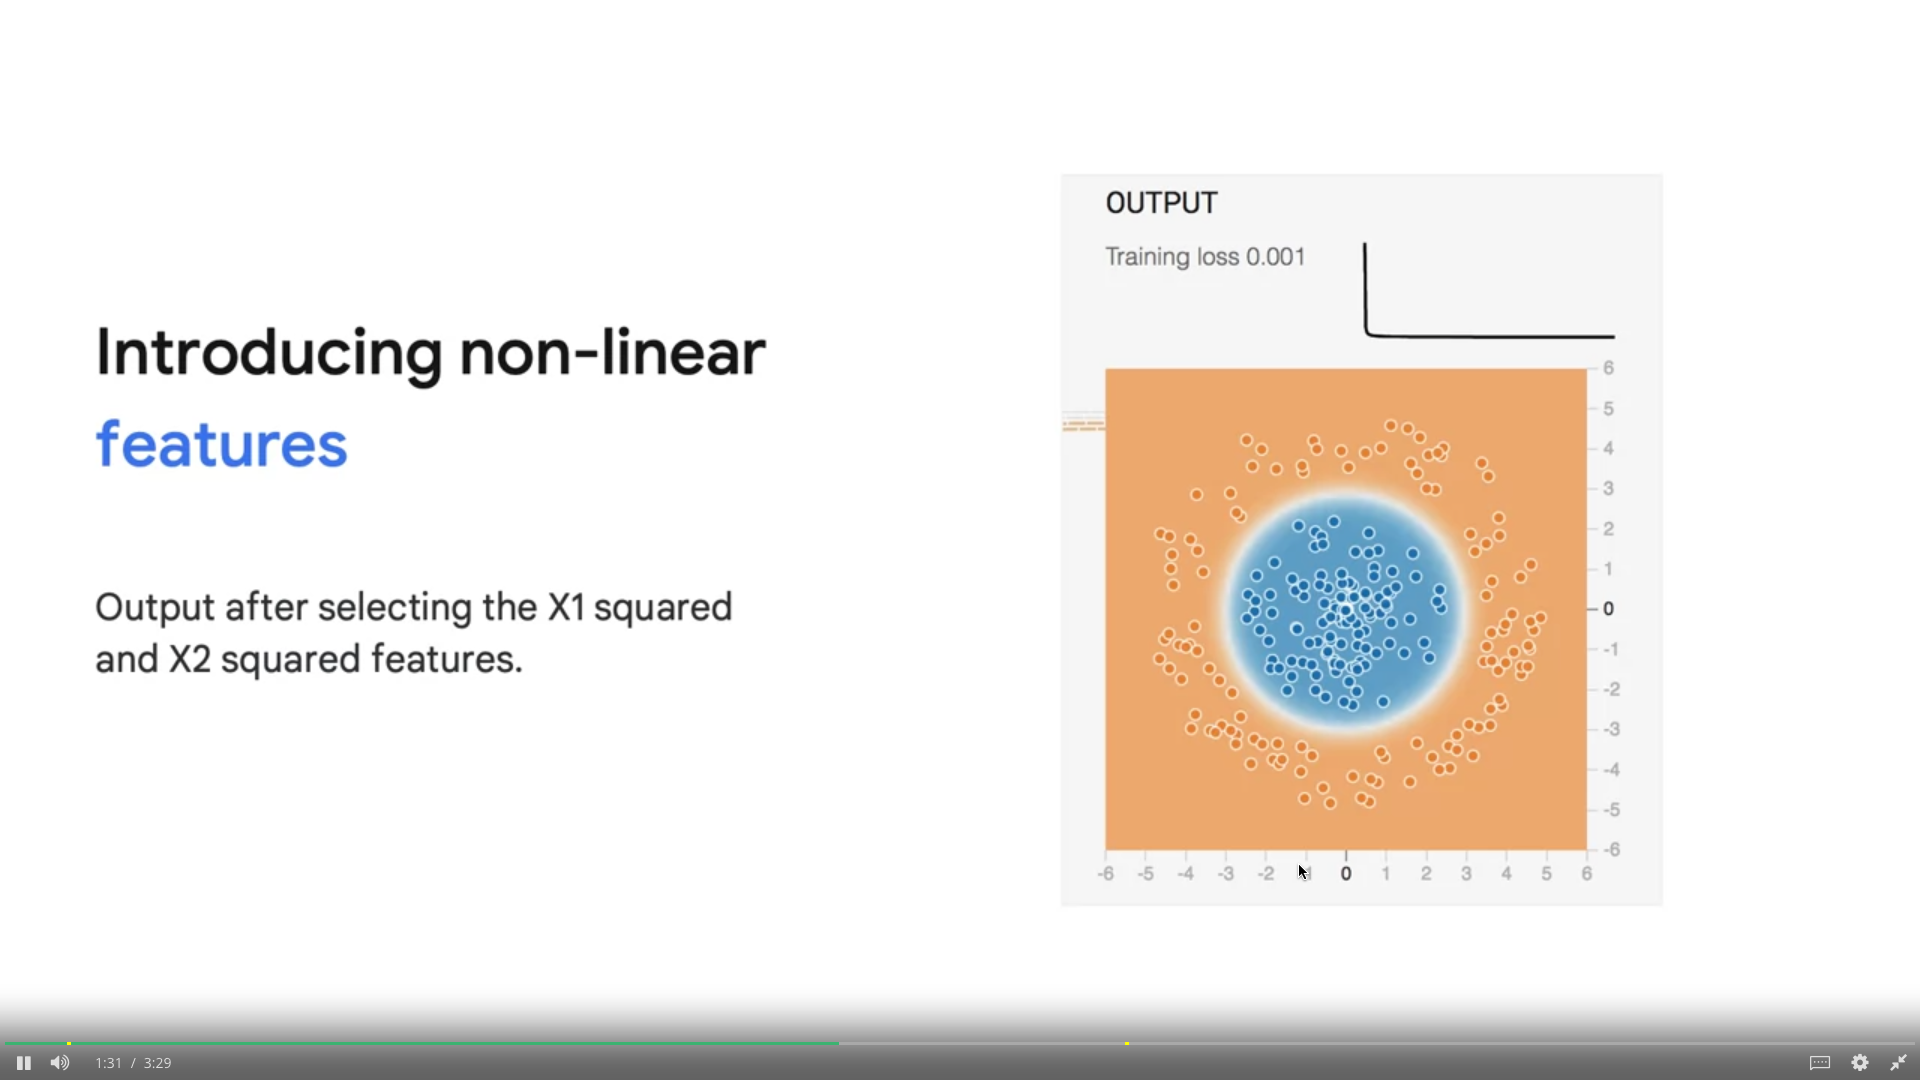 Introducing non-linear
features
Output after selecting the X1 squared
and X2 squared features.
OUTPUT
Training loss 0.001
6
5
4
3
2
1
0
-1
-2
-3
-4
-5
-6
-6 -5 -4 -3 -2 0 1 2 3 4 5 6
1:31 / 3:29